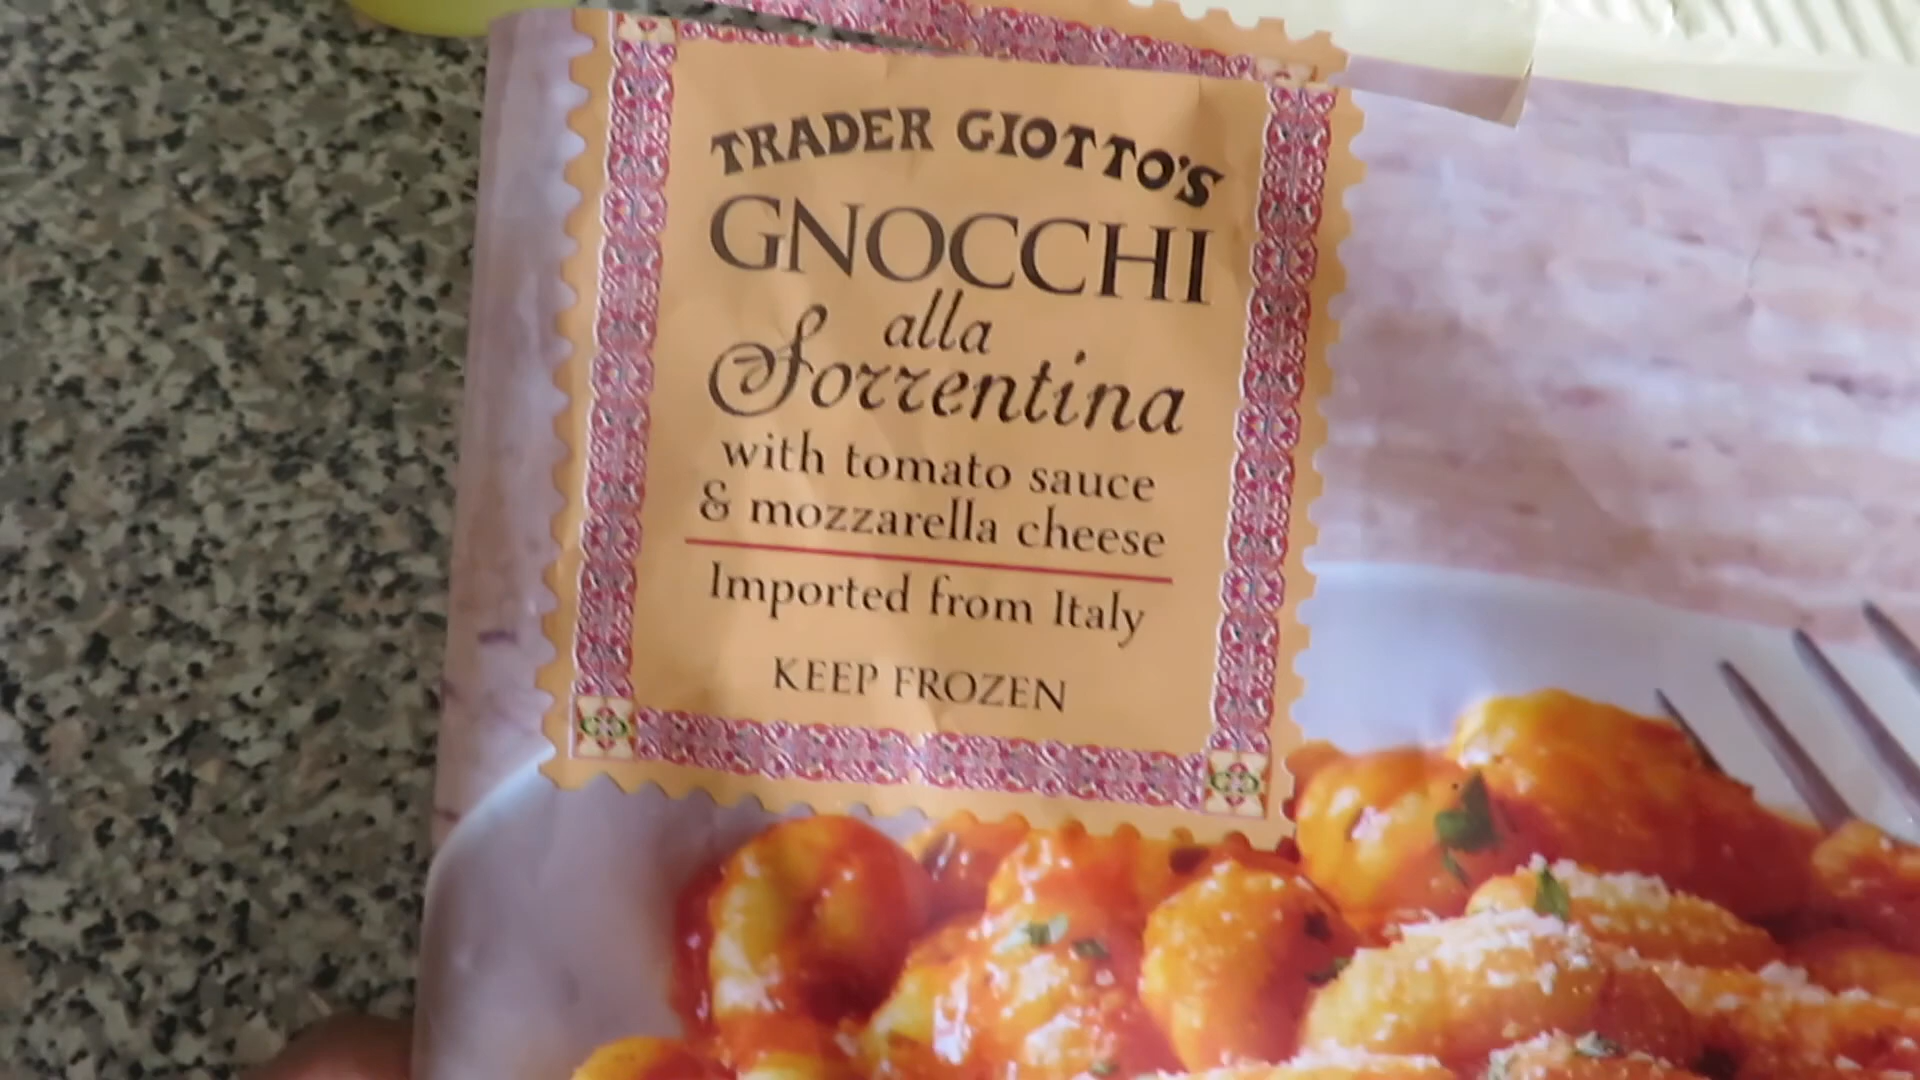 TRADER GIOTTO'S
GNOCCHI
alla
Sorrentina
with tomato sauce
& mozzarella cheese
Imported from Italy
KEEP FROZEN